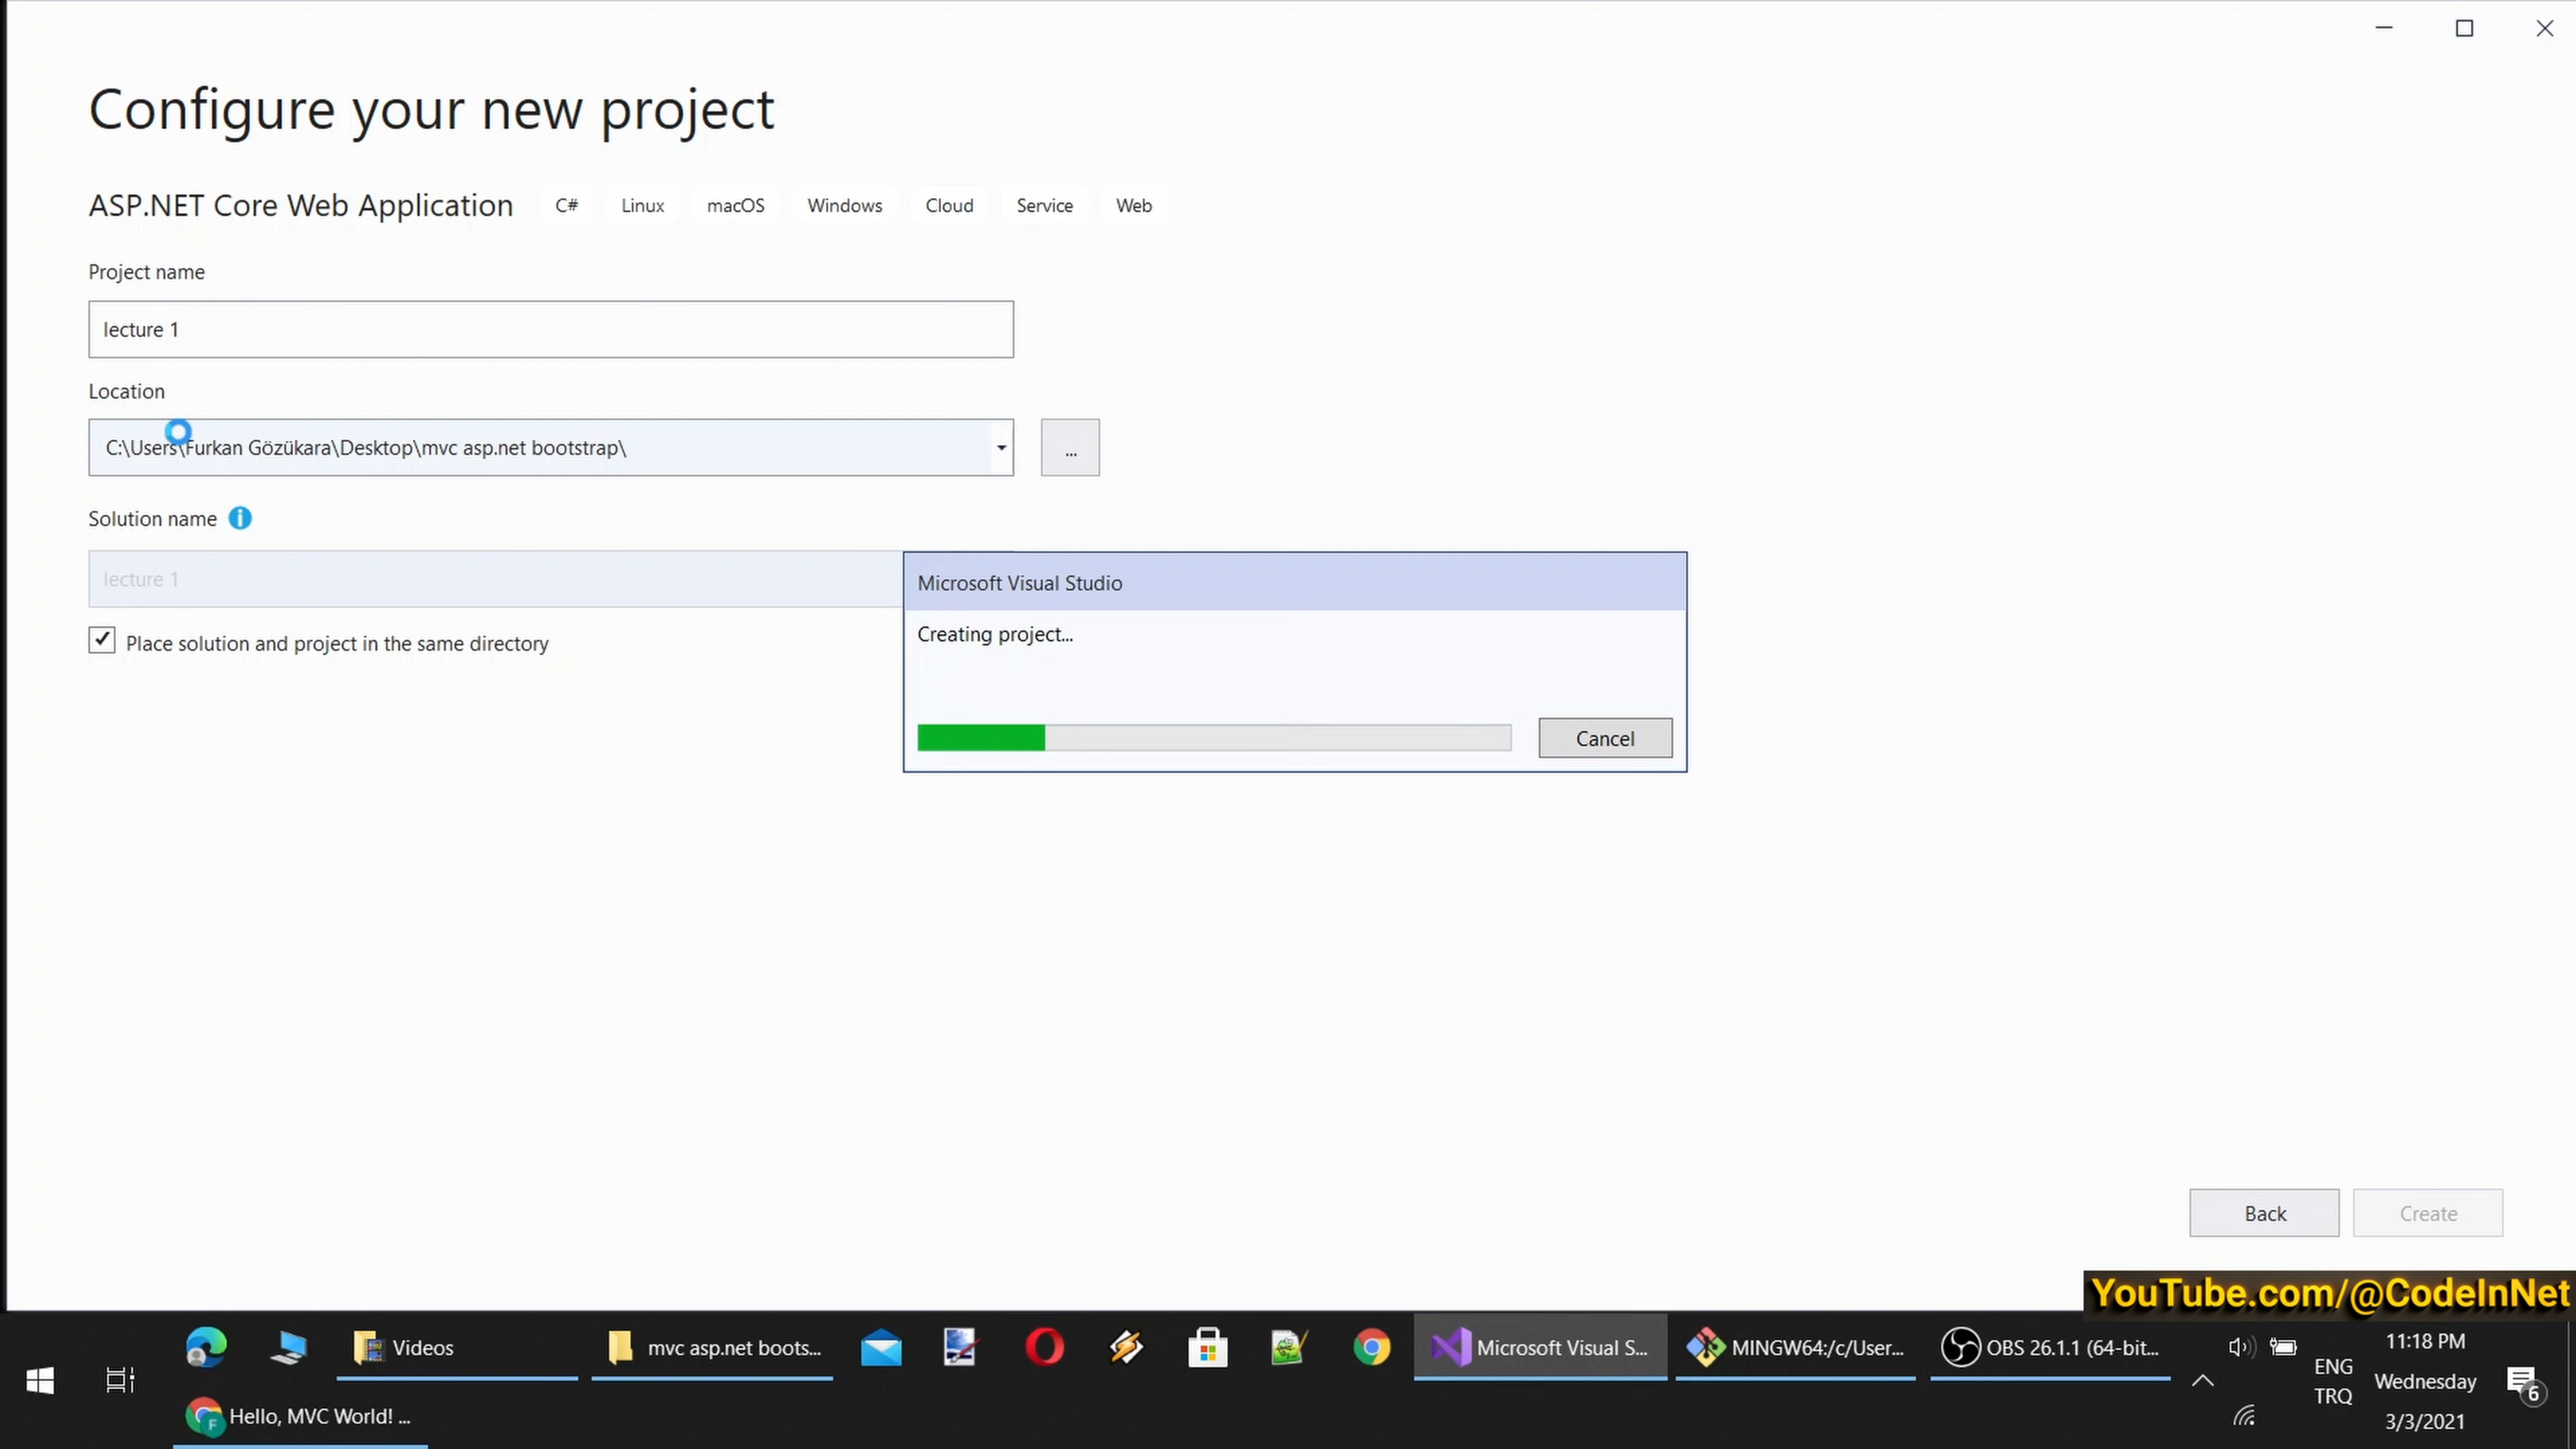 Configure your new project
ASP.NET Core Web Application C# Linux macOS Windows Cloud Service Web
Project name
lecture 1
Location
C:\Users\Furkan Gözükara\Desktop\mvc asp.net bootstrap\
...
Solution name
lecture 1
Place solution and project in the same directory
Microsoft Visual Studio
Creating project...
Cancel
Back Create
YouTube.com/@CodeInNet
Videos mvc asp.net boots... Microsoft Visual S... MINGW64:/c/User... OBS 26.1.1 (64-bit...
Hello, MVC World! ...
ENG
TRQ
11:18 PM
Wednesday
3/3/2021
6